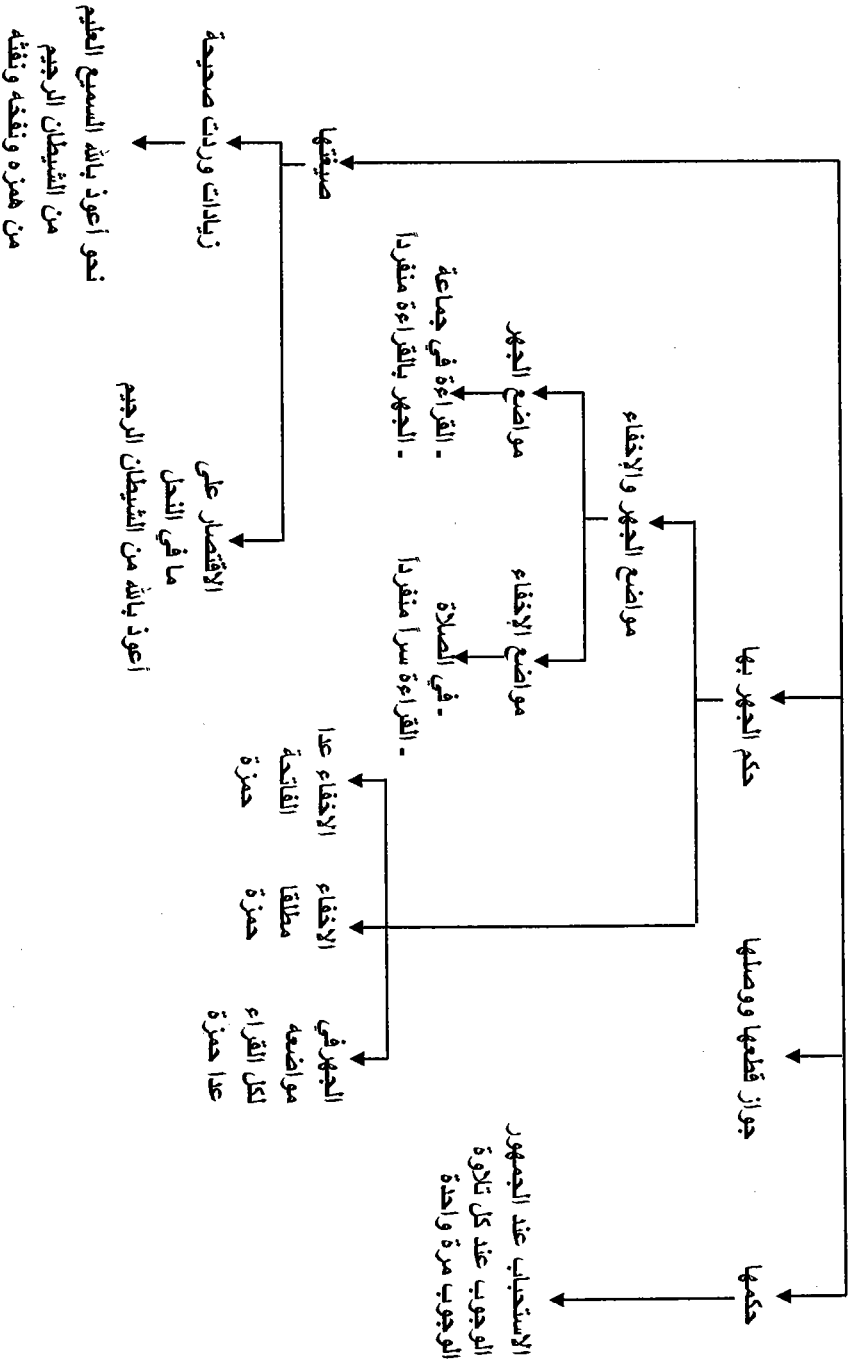 حكمها
الاستحباب عند الجمهور
الوجوب عند كل تلاوة
الوجوب مرة واحدة
جواز قطعها ووصلها
حكم الجهر بها
مواضع الجهر والإخفاء
مواضع الإخفاء
- في الصلاة
- القراءة سراً منفرداً
مواضع الجهر
- القراءة في جماعة
- الجهر بالقراءة منفرداً
الجهر في
مواضعه
لكل القراء
عدا حمزة
الاخفاء
مطلقا
حمزة
الاخفاء عدا
الفاتحة
حمزة
صيغتها
الاقتصار على
ما في النحل
أعوذ بالله من الشيطان الرجيم
زيادات وردت صحيحة
نحو أعوذ بالله السميع العليم
من الشيطان الرجيم
من همزه ونفخه ونفثه